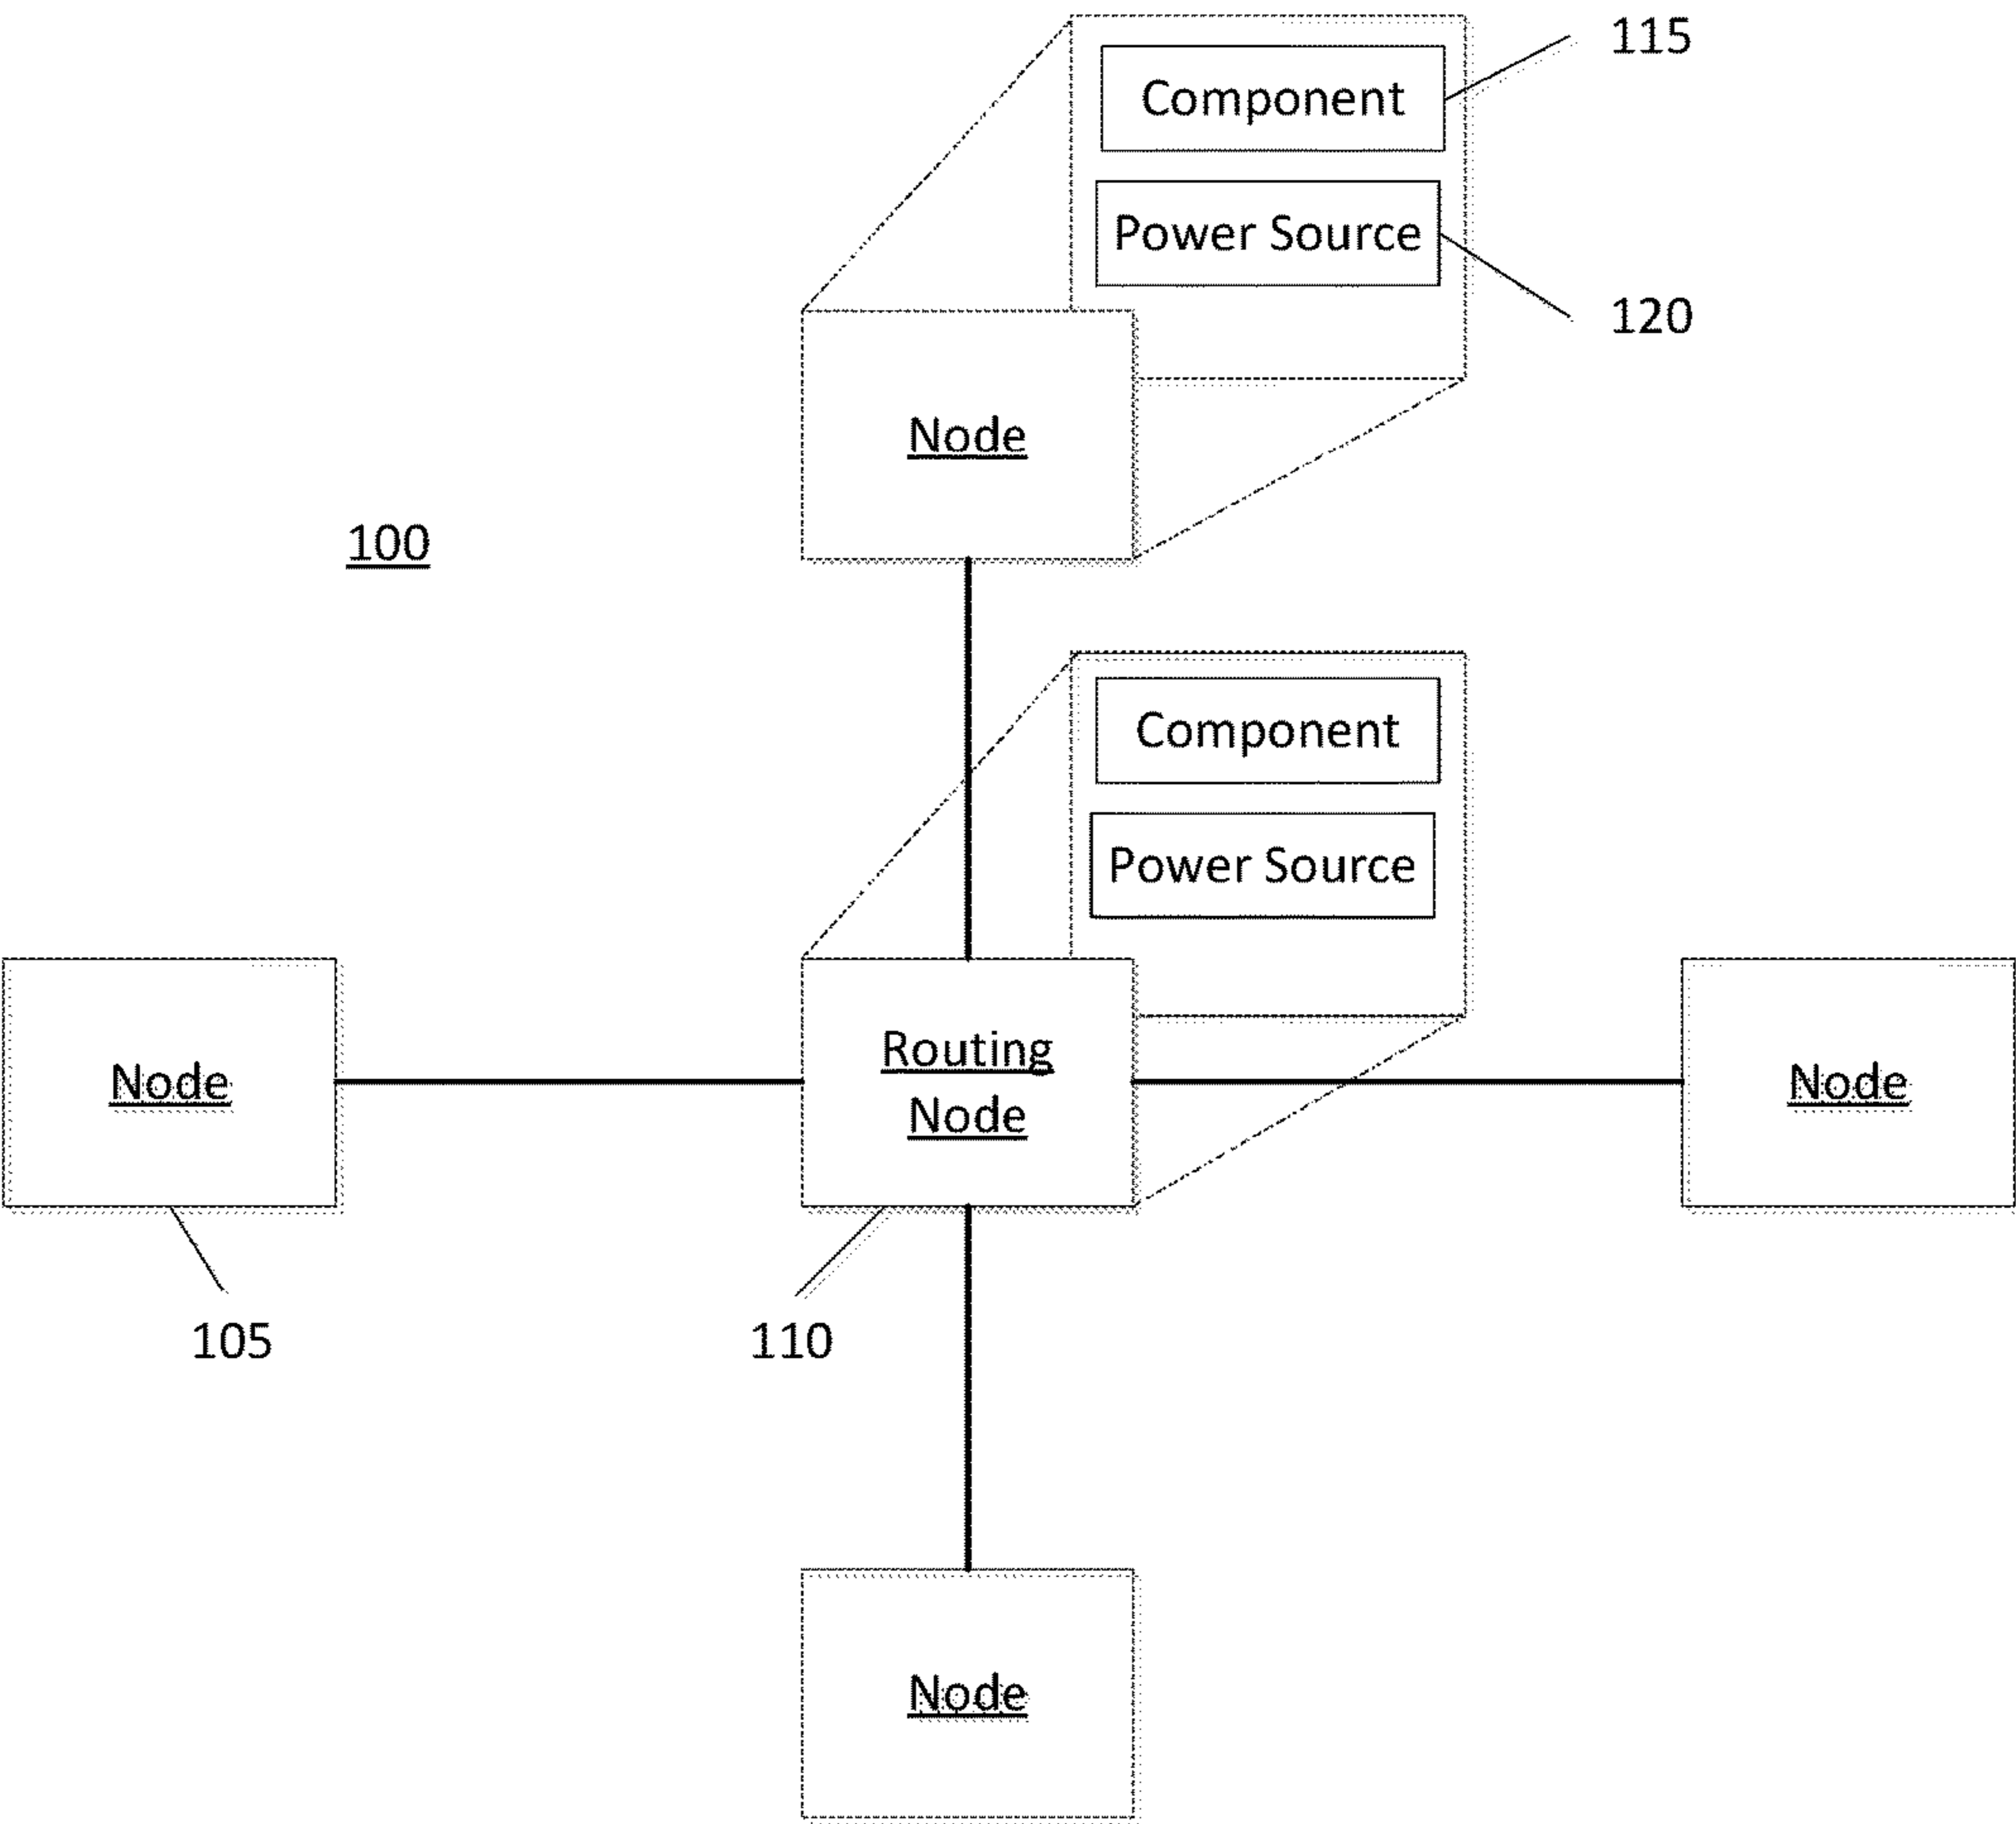 115
Component
Power Source
120
Node
100
Component
Power Source
Node
Routing
Node
Node
105
110
Node